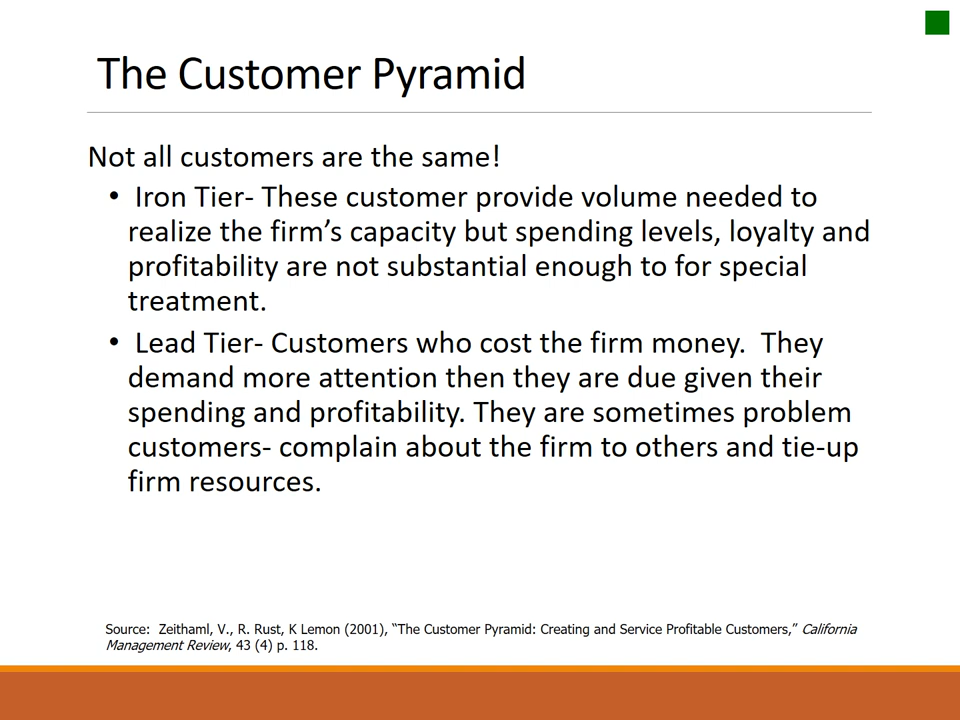 The Customer Pyramid
Not all customers are the same!
• Iron Tier- These customer provide volume needed to
realize the firm’s capacity but spending levels, loyalty and
profitability are not substantial enough to for special
treatment.
• Lead Tier- Customers who cost the firm money.  They
demand more attention then they are due given their
spending and profitability. They are sometimes problem
customers- complain about the firm to others and tie-up
firm resources.
Source:  Zeithaml, V., R. Rust, K Lemon (2001), “The Customer Pyramid: Creating and Service Profitable Customers,” California
Management Review, 43 (4) p. 118.